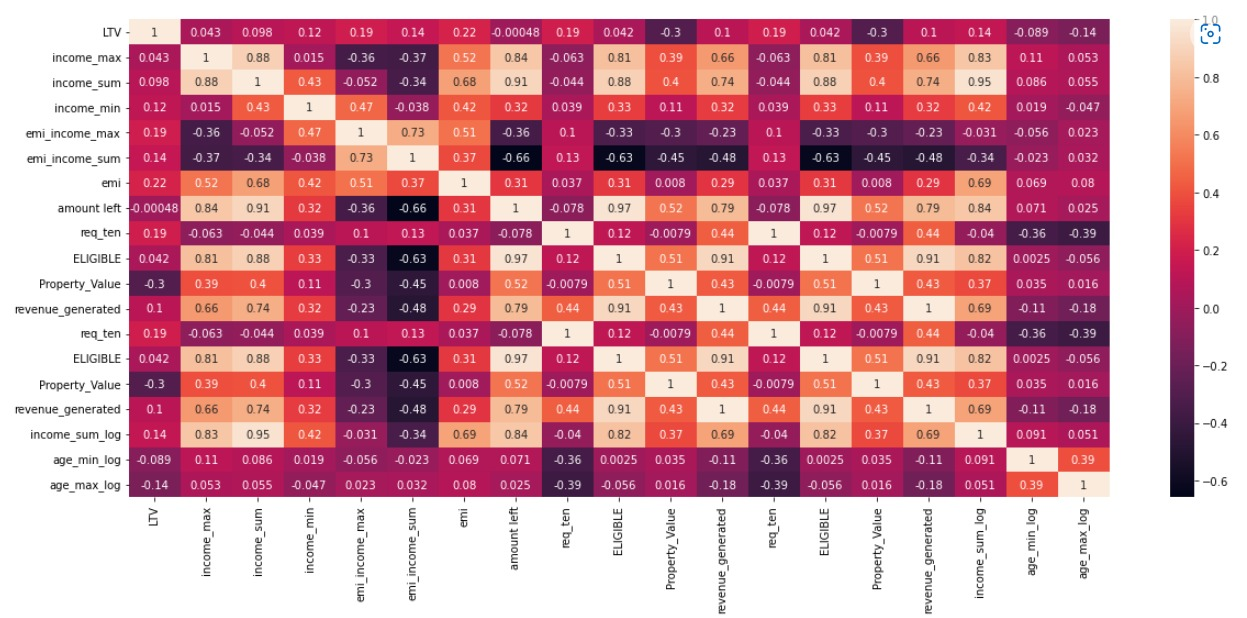 LTV 1 0.043 0.098 0.12 0.19 0.14 0.22 -0.00048 0.19 0.042 -0.3 0.1 0.19 0.042 -0.3 0.1 0.14 -0.089 -0.14
income_max 0.043 1 0.88 0.015 -0.36 -0.37 0.52 0.84 -0.063 0.81 0.39 0.66 -0.063 0.81 0.39 0.66 0.83 0.11 0.053
income_sum 0.098 0.88 1 0.43 -0.052 -0.34 0.68 0.91 -0.044 0.88 0.4 0.74 -0.044 0.88 0.4 0.74 0.95 0.086 0.055
income_min 0.12 0.015 0.43 1 0.47 -0.038 0.42 0.32 0.039 0.33 0.11 0.32 0.039 0.33 0.11 0.32 0.42 0.019 -0.047
emi_income_max 0.19 -0.36 -0.052 0.47 1 0.73 0.51 -0.36 0.1 -0.33 -0.3 -0.23 0.1 -0.33 -0.3 -0.23 -0.031 -0.056 0.023
emi_income_sum 0.14 -0.37 -0.34 -0.038 0.73 1 0.37 -0.66 0.13 -0.63 -0.45 -0.48 0.13 -0.63 -0.45 -0.48 -0.34 -0.023 0.032
emi 0.22 0.52 0.68 0.42 0.51 0.37 1 0.31 0.037 0.31 0.008 0.29 0.037 0.31 0.008 0.29 0.69 0.069 0.08
amount left -0.00048 0.84 0.91 0.32 -0.36 -0.66 0.31 1 -0.078 0.97 0.52 0.79 -0.078 0.97 0.52 0.79 0.84 0.071 0.025
req_ten 0.19 -0.063 -0.044 0.039 0.1 0.13 0.037 -0.078 1 0.12 -0.0079 0.44 1 0.12 -0.0079 0.44 -0.04 -0.36 -0.39
ELIGIBLE 0.042 0.81 0.88 0.33 -0.33 -0.63 0.31 0.97 0.12 1 0.51 0.91 0.12 1 0.51 0.91 0.82 0.0025 -0.056
Property_Value -0.3 0.39 0.4 0.11 -0.3 -0.45 0.008 0.52 -0.0079 0.51 1 0.43 -0.0079 0.51 1 0.43 0.37 0.035 0.016
revenue_generated 0.1 0.66 0.74 0.32 -0.23 -0.48 0.29 0.79 0.44 0.91 0.43 1 0.44 0.91 0.43 1 0.69 -0.11 -0.18
req_ten 0.19 -0.063 -0.044 0.039 0.1 0.13 0.037 -0.078 1 0.12 -0.0079 0.44 1 0.12 -0.0079 0.44 -0.04 -0.36 -0.39
ELIGIBLE 0.042 0.81 0.88 0.33 -0.33 -0.63 0.31 0.97 0.12 1 0.51 0.91 0.12 1 0.51 0.91 0.82 0.0025 -0.056
Property_Value -0.3 0.39 0.4 0.11 -0.3 -0.45 0.008 0.52 -0.0079 0.51 1 0.43 -0.0079 0.51 1 0.43 0.37 0.035 0.016
revenue_generated 0.1 0.66 0.74 0.32 -0.23 -0.48 0.29 0.79 0.44 0.91 0.43 1 0.44 0.91 0.43 1 0.69 -0.11 -0.18
income_sum_log 0.14 0.83 0.95 0.42 -0.031 -0.34 0.69 0.84 -0.04 0.82 0.37 0.69 -0.04 0.82 0.37 0.69 1 0.091 0.051
age_min_log -0.089 0.11 0.086 0.019 -0.056 -0.023 0.069 0.071 -0.36 0.0025 0.035 -0.11 -0.36 0.0025 0.035 -0.11 0.091 1 0.39
age_max_log -0.14 0.053 0.055 -0.047 0.023 0.032 0.08 0.025 -0.39 -0.056 0.016 -0.18 -0.39 -0.056 0.016 -0.18 0.051 0.39 1
LTV income_max income_sum income_min emi_income_max emi_income_sum emi amount left req_ten ELIGIBLE Property_Value revenue_generated req_ten ELIGIBLE Property_Value revenue_generated income_sum_log age_min_log age_max_log
1.0
0.8
0.6
0.4
0.2
0.0
-0.2
-0.4
-0.6